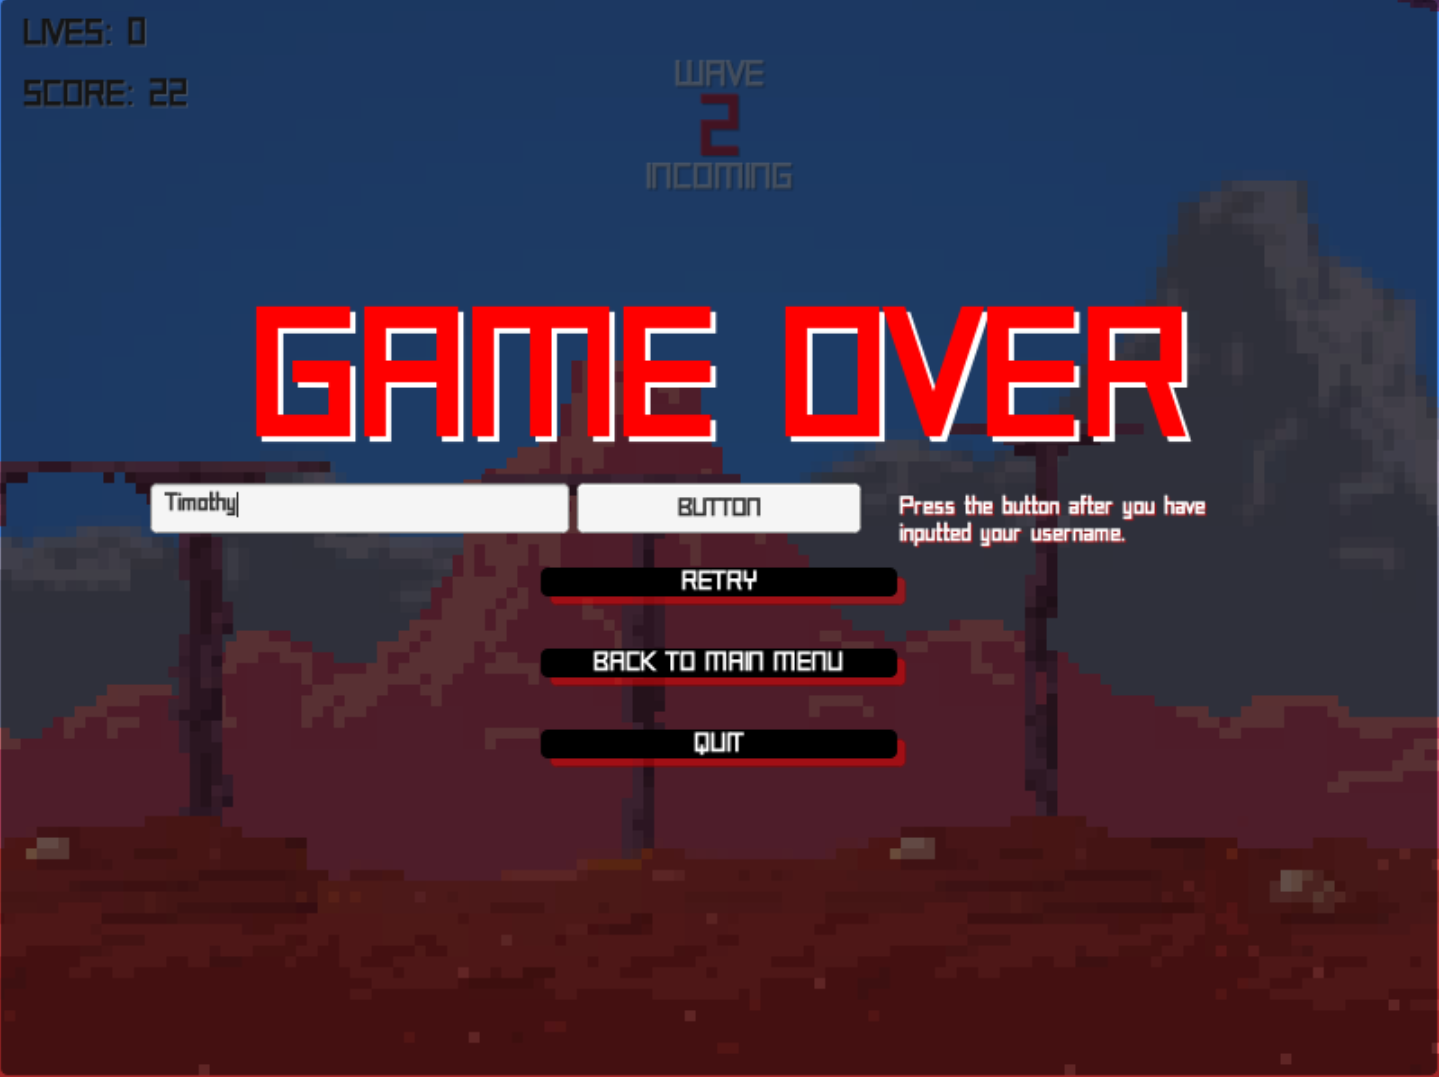 LIVES: 0
SCORE: 22
WAVE
2
INCOMING
GAME OVER
Timothy
BUTTON
Press the button after you have
inputted your username.
RETRY
BACK TO MAIN MENU
QUIT